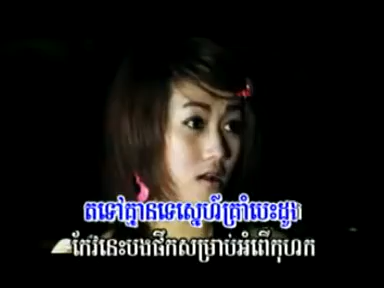 តទៅគ្មានទេស្នេហ៍គ្រាំបេះដូង
កែវនេះបងផឹកសម្រាប់អំពើកុហក